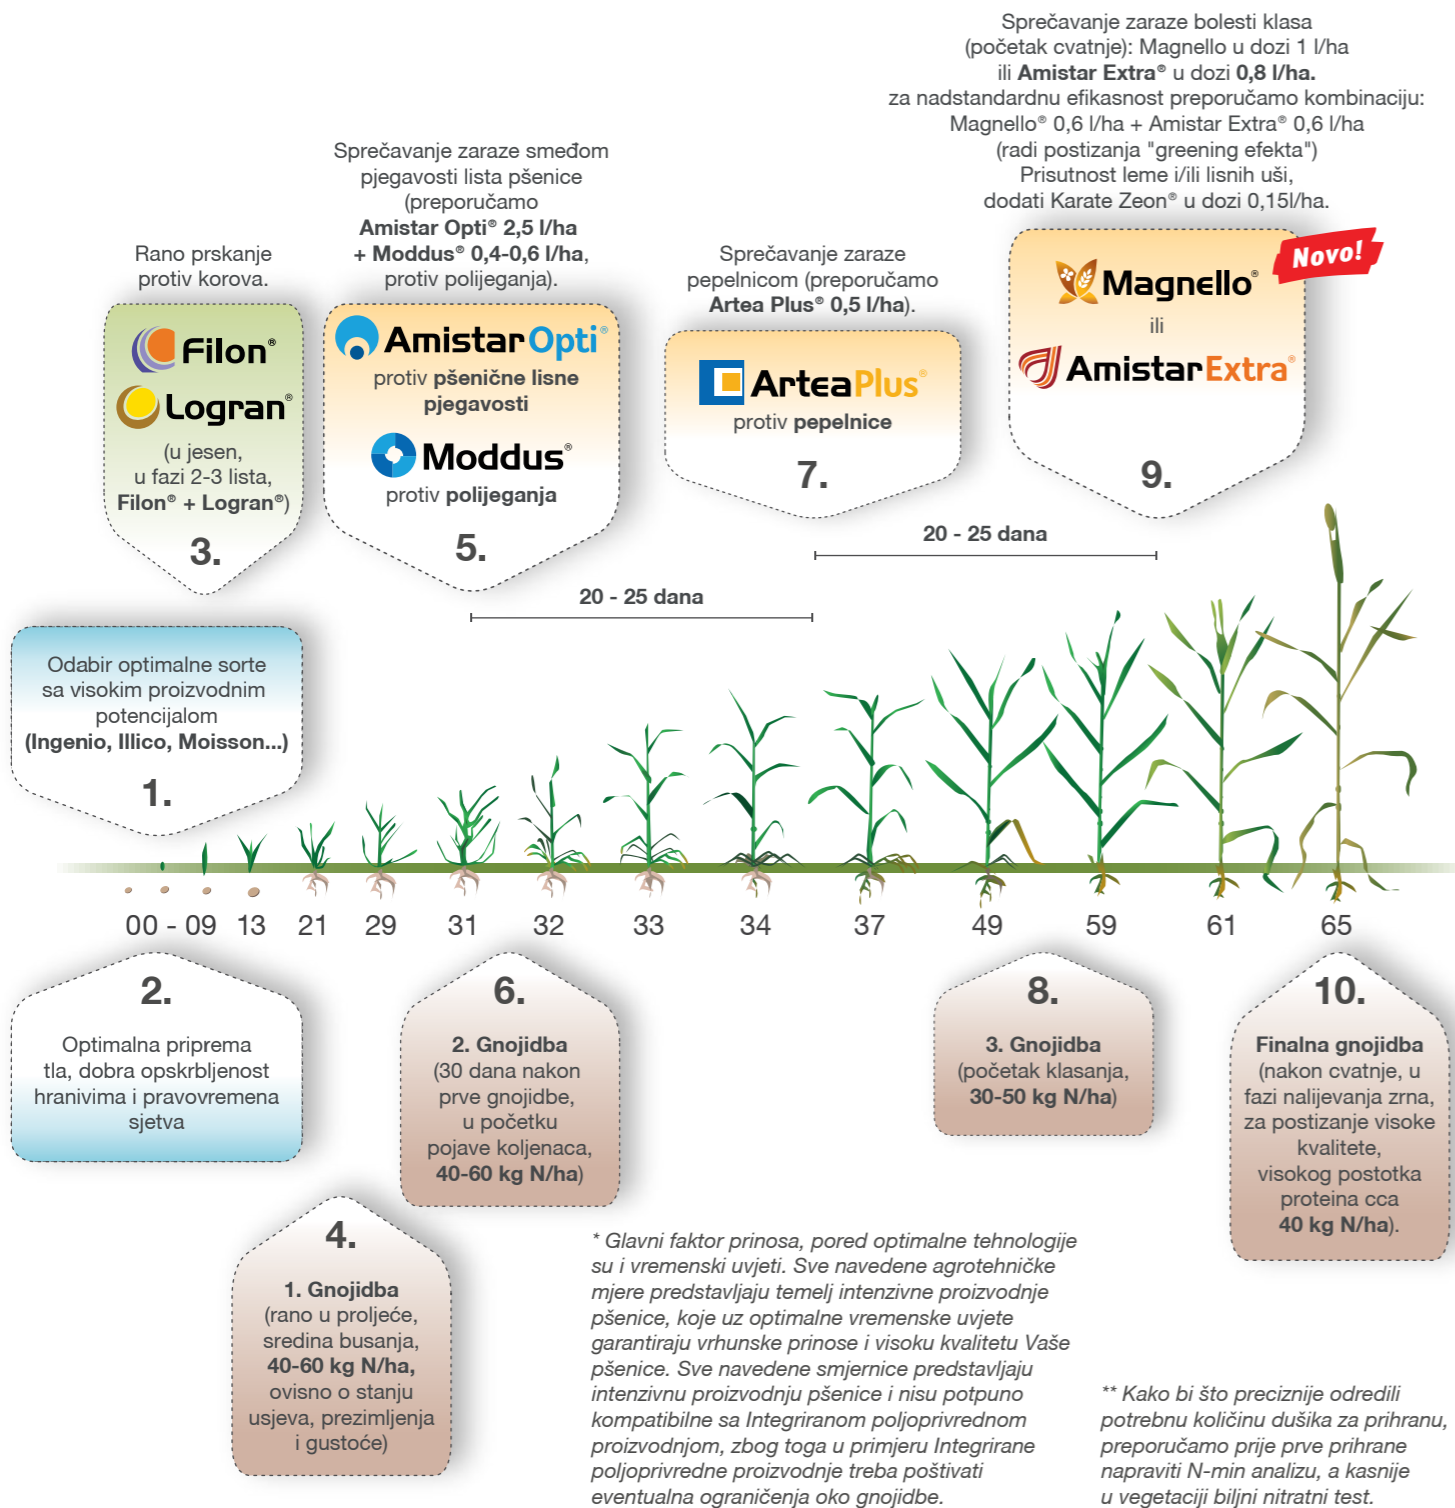 Sprečavanje zaraze bolesti klasa
(početak cvatnje): Magnello u dozi 1 l/ha
ili Amistar Extra® u dozi 0,8 l/ha.
za nadstandardnu efikasnost preporučamo kombinaciju:
Magnello® 0,6 l/ha + Amistar Extra® 0,6 l/ha
(radi postizanja "greening efekta")
Prisutnost leme i/ili lisnih uši,
dodati Karate Zeon® u dozi 0,15l/ha.
Sprečavanje zaraze smeđom
pjegavosti lista pšenice
(preporučamo
Amistar Opti® 2,5 l/ha
+ Moddus® 0,4-0,6 l/ha,
protiv polijeganja).
Rano prskanje
protiv korova.
Sprečavanje zaraze
pepelnicom (preporučamo
Artea Plus® 0,5 l/ha).
Filon®
Logran®
(u jesen,
u fazi 2-3 lista,
Filon® + Logran®)
3.
Amistar Opti®
protiv pšenične lisne
pjegavosti
Moddus®
protiv polijeganja
5.
ArteaPlus®
protiv pepelnice
7.
Novo!
Magnello®
ili
Amistar Extra®
9.
20 - 25 dana
20 - 25 dana
Odabir optimalne sorte
sa visokim proizvodnim
potencijalom
(Ingenio, Illico, Moisson...)
1.
00 - 09 13 21 29 31 32 33 34 37 49 59 61 65
2.
Optimalna priprema
tla, dobra opskrbljenost
hranivima i pravovremena
sjetva
4.
1. Gnojidba
(rano u proljeće,
sredina busanja,
40-60 kg N/ha,
ovisno o stanju
usjeva, prezimljenja
i gustoće)
6.
2. Gnojidba
(30 dana nakon
prve gnojidbe,
u početku
pojave koljenaca,
40-60 kg N/ha)
8.
3. Gnojidba
(početak klasanja,
30-50 kg N/ha)
10.
Finalna gnojidba
(nakon cvatnje, u
fazi nalijevanja zrna,
za postizanje visoke
kvalitete,
visokog postotka
proteina cca
40 kg N/ha).
* Glavni faktor prinosa, pored optimalne tehnologije
su i vremenski uvjeti. Sve navedene agrotehničke
mjere predstavljaju temelj intenzivne proizvodnje
pšenice, koje uz optimalne vremenske uvjete
garantiraju vrhunske prinose i visoku kvalitetu Vaše
pšenice. Sve navedene smjernice predstavljaju
intenzivnu proizvodnju pšenice i nisu potpuno
kompatibilne sa Integriranom poljoprivrednom
proizvodnjom, zbog toga u primjeru Integrirane
poljoprivredne proizvodnje treba poštivati
eventualna ograničenja oko gnojidbe.
** Kako bi što preciznije odredili
potrebnu količinu dušika za prihranu,
preporučamo prije prve prihrane
napraviti N-min analizu, a kasnije
u vegetaciji biljni nitratni test.